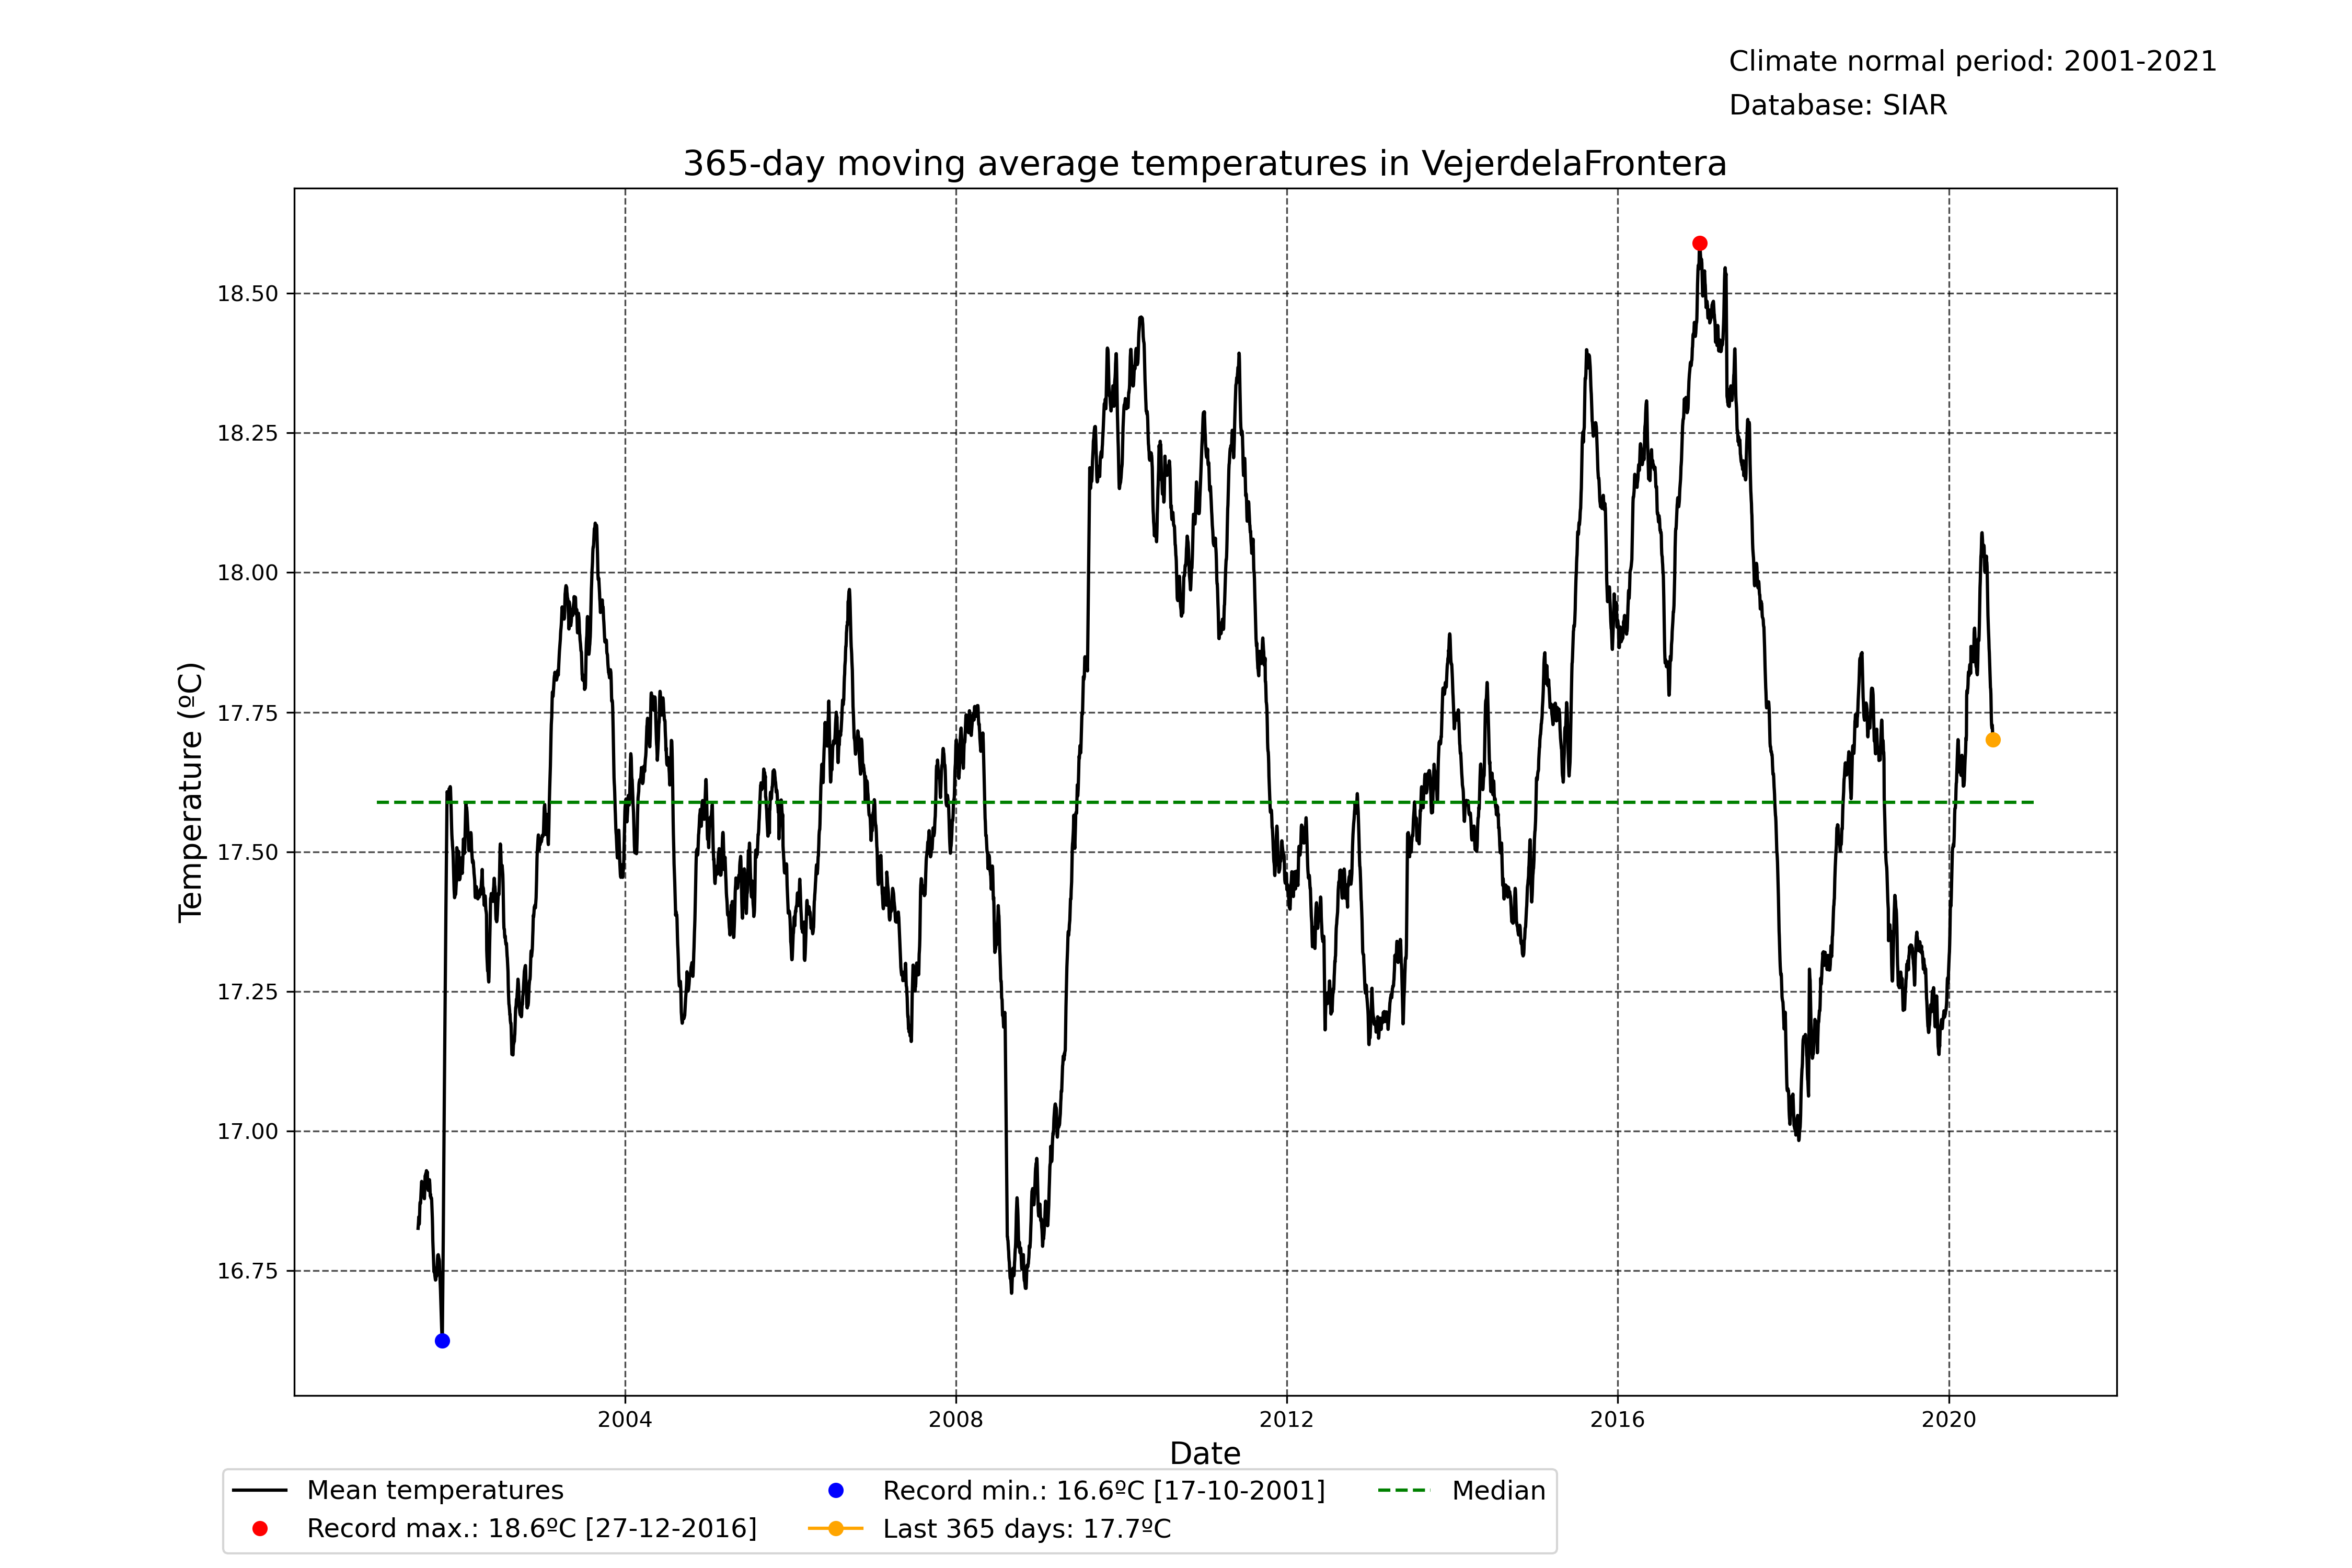 Climate normal period: 2001-2021
Database: SIAR
365-day moving average temperatures in VejerdelaFrontera
18.50
18.25
18.00
17.75
17.50
17.25
17.00
16.75
Temperature (ºC)
2004 2008 2012 2016 2020
Date
Mean temperatures
Record max.: 18.6ºC [27-12-2016]
Record min.: 16.6ºC [17-10-2001]
Last 365 days: 17.7ºC
Median